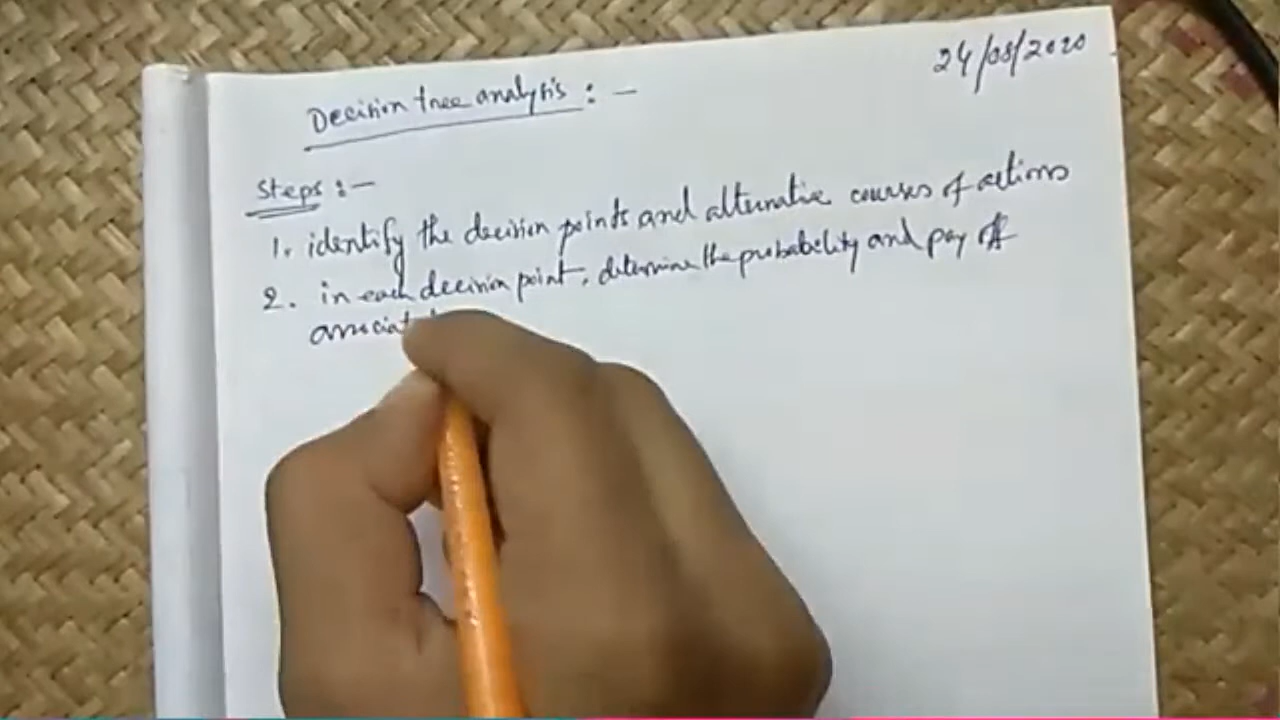 24/08/2020
Decision tree analysis : -
Steps : -
1. identify the decision points and alternative courses of actions
2. in each decision point, determine the probability and pay off